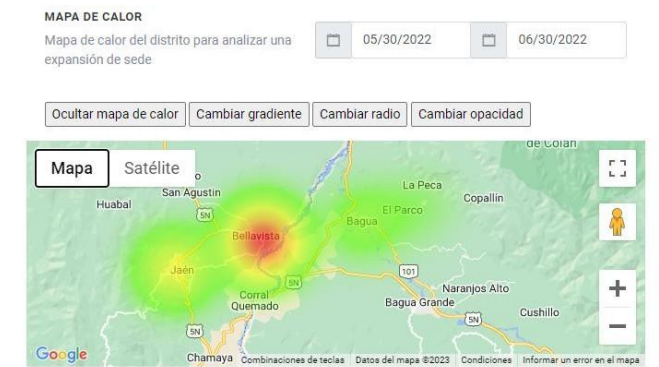 MAPA DE CALOR
Mapa de calor del distrito para analizar una
expansión de sede
05/30/2022
06/30/2022
Ocultar mapa de calor
Cambiar gradiente
Cambiar radio
Cambiar opacidad
de Colán
Mapa
Satélite
San Agustin
Huabal
5N
La Peca
Copallín
El Parco
Bagua
Bellavista
Jaén
101
5N
Corral
Quemado
Naranjos Alto
Bagua Grande
5N
Cushillo
5N
Chamaya
Google
Combinaciones de teclas
Datos del mapa ©2023
Condiciones
Informar un error en el mapa